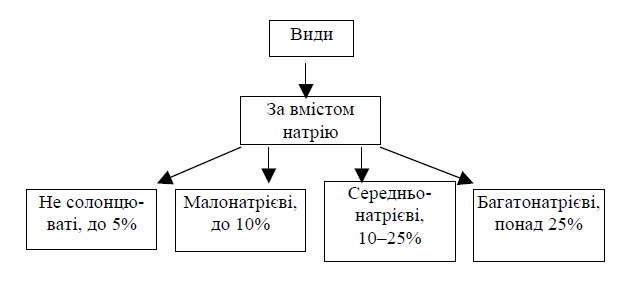 Види
За вмістом
натрію
Не солонцю-
ваті, до 5%
Малонатрієві,
до 10%
Середньо-
натрієві,
10–25%
Багатонатрієві,
понад 25%